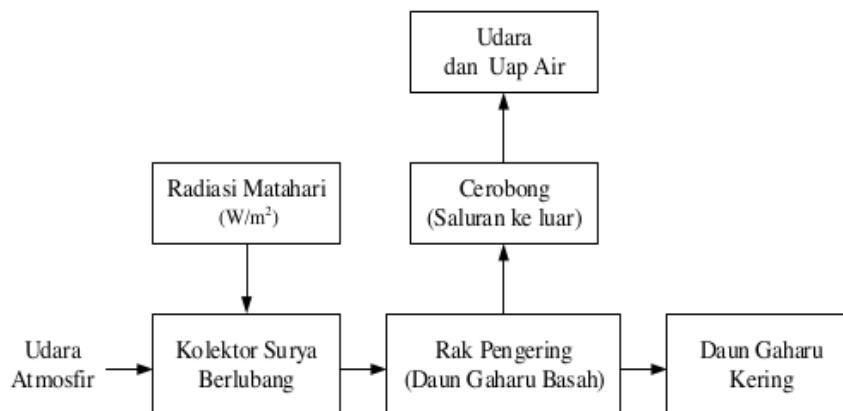 Udara
dan Uap Air
Radiasi Matahari
(W/m²)
Cerobong
(Saluran ke luar)
Udara
Atmosfir
Kolektor Surya
Berlubang
Rak Pengering
(Daun Gaharu Basah)
Daun Gaharu
Kering